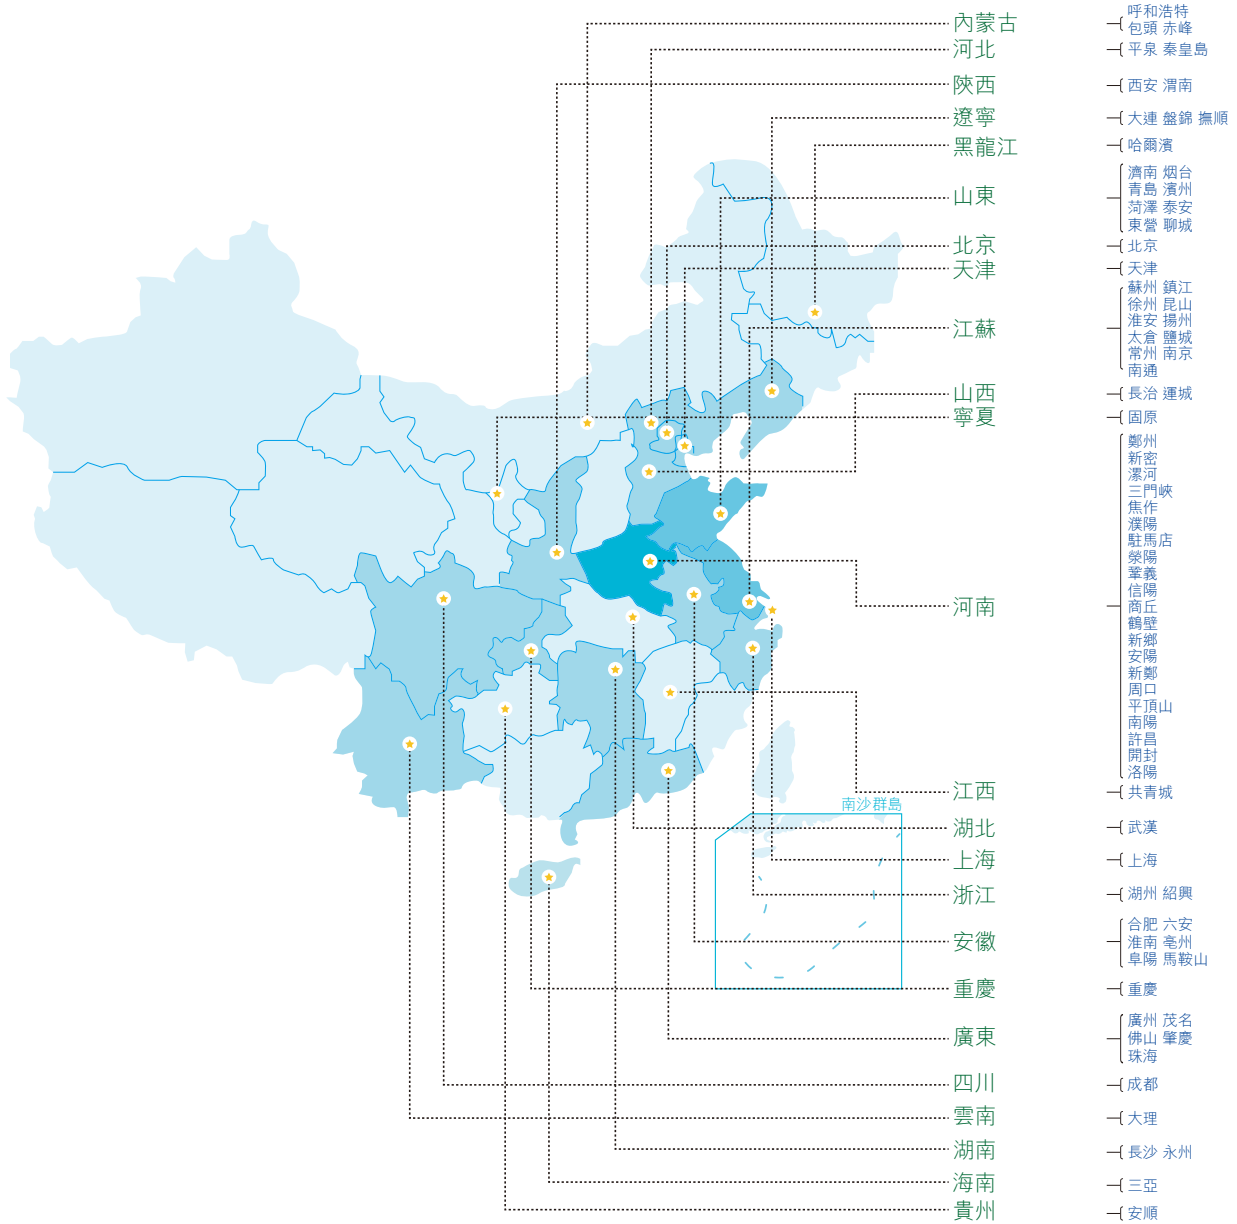 內蒙古
呼和浩特
包頭 赤峰
河北
平泉 秦皇島
陝西
西安 渭南
遼寧
大連 盤錦 撫順
黑龍江
哈爾濱
山東
濟南 烟台
青島 濱州
菏澤 泰安
東營 聊城
北京
北京
天津
天津
江蘇
蘇州 鎮江
徐州 昆山
淮安 揚州
太倉 鹽城
常州 南京
南通
山西
長治 運城
寧夏
固原
河南
鄭州
新密
漯河
三門峽
焦作
濮陽
駐馬店
滎陽
鞏義
信陽
商丘
鶴壁
新鄉
安陽
新鄭
周口
平頂山
南陽
許昌
開封
洛陽
江西
共青城
南沙群島
湖北
武漢
上海
上海
浙江
湖州 紹興
安徽
合肥 六安
淮南 亳州
阜陽 馬鞍山
重慶
重慶
廣東
廣州 茂名
佛山 肇慶
珠海
四川
成都
雲南
大理
湖南
長沙 永州
海南
三亞
貴州
安順